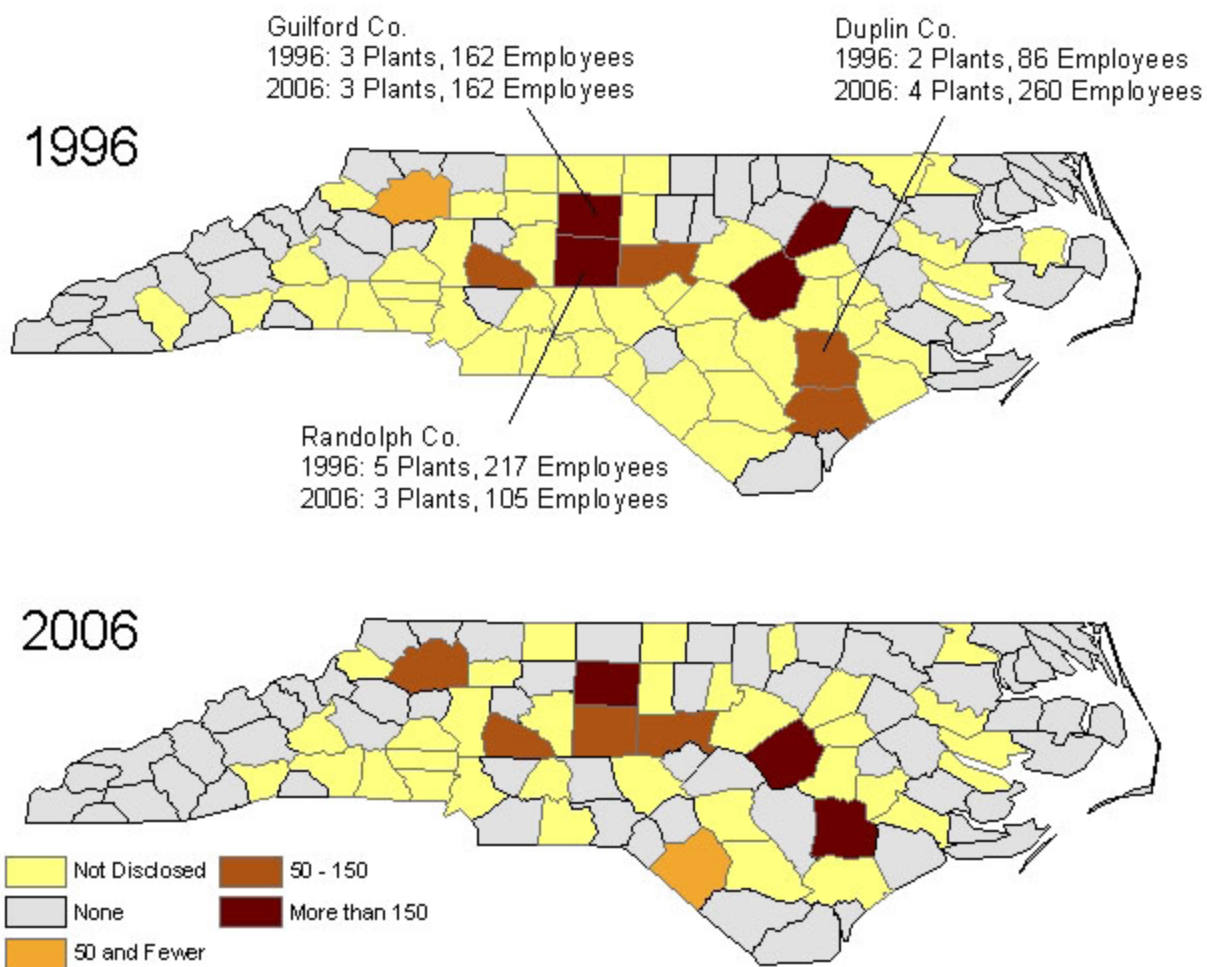 Guilford Co.
1996: 3 Plants, 162 Employees
2006: 3 Plants, 162 Employees
Duplin Co.
1996: 2 Plants, 86 Employees
2006: 4 Plants, 260 Employees
1996
Randolph Co.
1996: 5 Plants, 217 Employees
2006: 3 Plants, 105 Employees
2006
Not Disclosed
None
50 and Fewer
50 - 150
More than 150